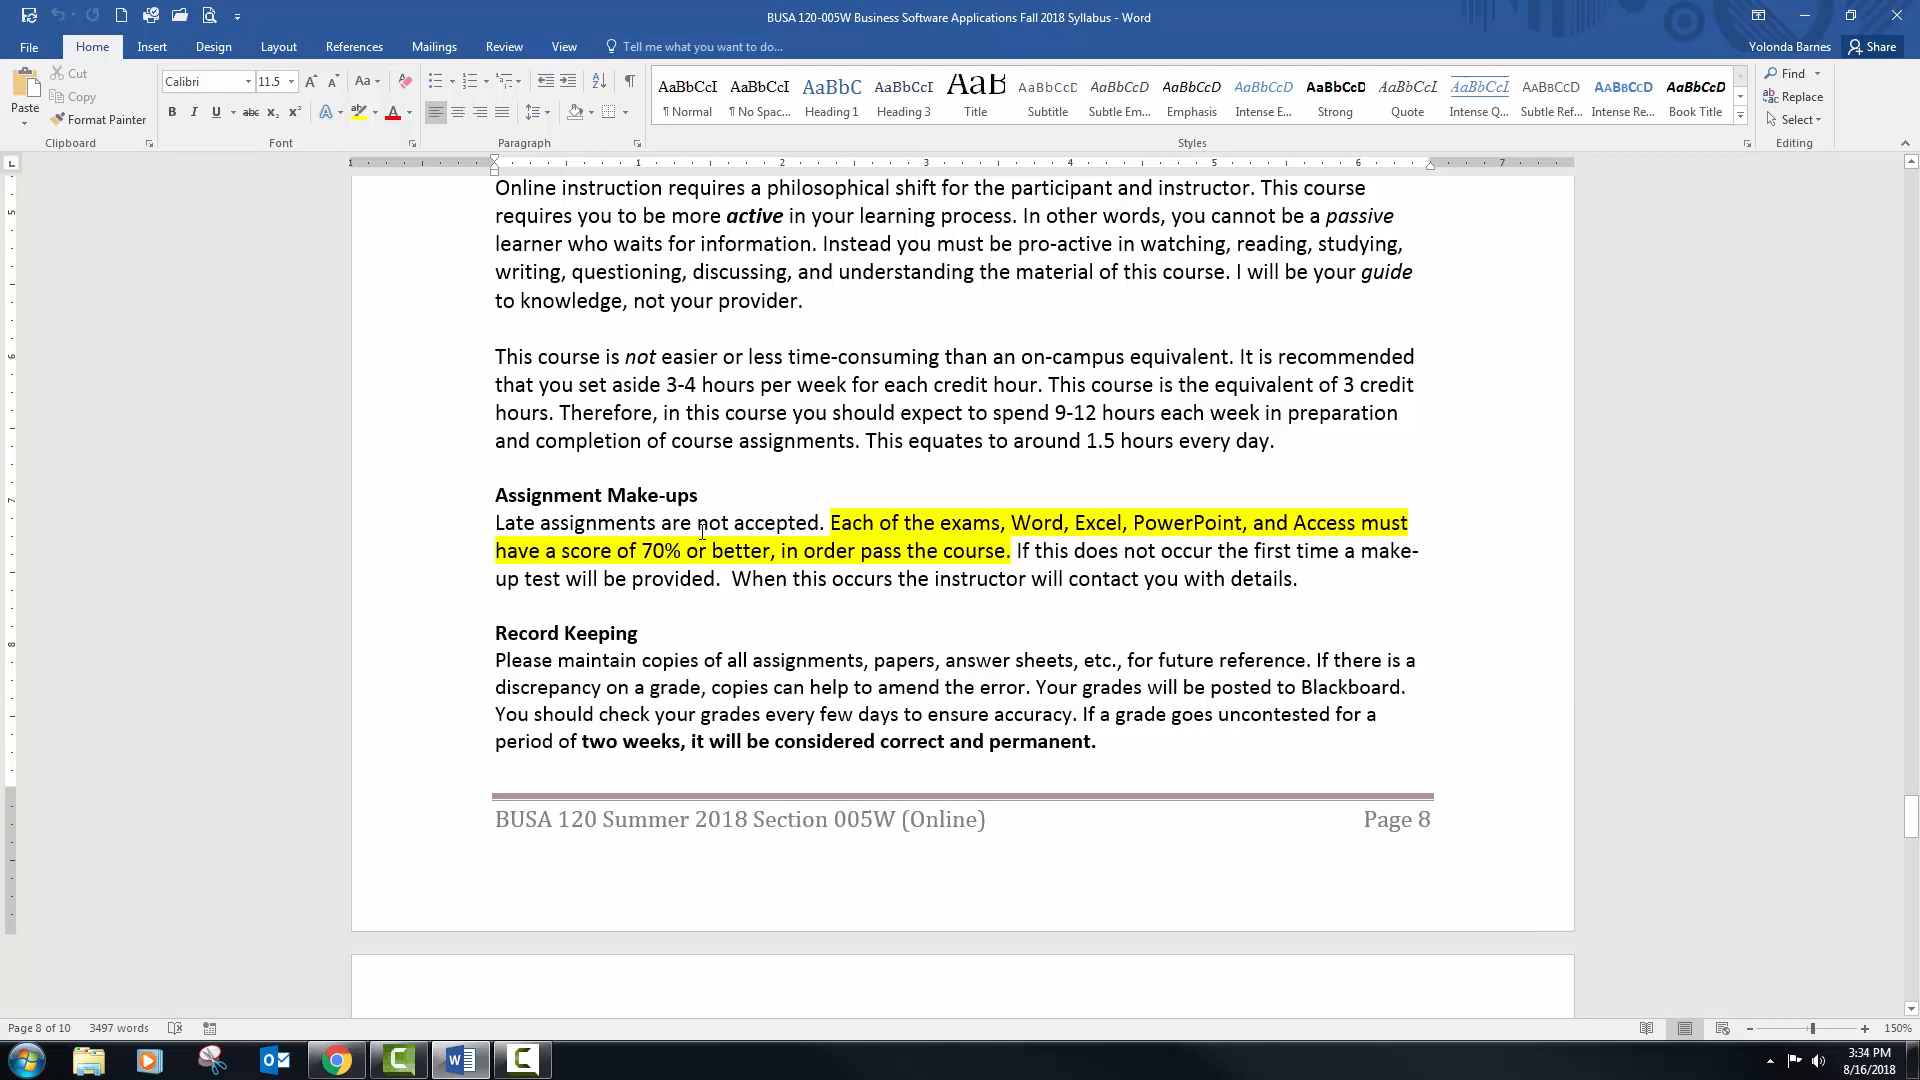 BUSA 120-005W Business Software Applications Fall 2018 Syllabus - Word
File Home Insert Design Layout References Mailings Review View Tell me what you want to do... Yolonda Barnes Share
Paste Cut Copy Format Painter
Calibri 11.5 Aa
B I U abc x₂ x² A A
AaBbCcI AaBbCcI AaBbC AaBbCcI AaB AaBbCcD AaBbCcD AaBbCcD AaBbCcD AaBbCcD AaBbCcD AaBbCcI AaBbCcD AaBbCcD AaBbCcD
¶ Normal ¶ No Spac... Heading 1 Heading 3 Title Subtitle Subtle Em... Emphasis Intense E... Strong Quote Intense Q... Subtle Ref... Intense Re... Book Title
Find Replace Select
Clipboard Font Paragraph Styles Editing
1 1 2 3 4 5 6 7
Online instruction requires a philosophical shift for the participant and instructor. This course
requires you to be more active in your learning process. In other words, you cannot be a passive
learner who waits for information. Instead you must be pro-active in watching, reading, studying,
writing, questioning, discussing, and understanding the material of this course. I will be your guide
to knowledge, not your provider.
This course is not easier or less time-consuming than an on-campus equivalent. It is recommended
that you set aside 3-4 hours per week for each credit hour. This course is the equivalent of 3 credit
hours. Therefore, in this course you should expect to spend 9-12 hours each week in preparation
and completion of course assignments. This equates to around 1.5 hours every day.
Assignment Make-ups
Late assignments are not accepted. Each of the exams, Word, Excel, PowerPoint, and Access must
have a score of 70% or better, in order pass the course. If this does not occur the first time a make-
up test will be provided.  When this occurs the instructor will contact you with details.
Record Keeping
Please maintain copies of all assignments, papers, answer sheets, etc., for future reference. If there is a
discrepancy on a grade, copies can help to amend the error. Your grades will be posted to Blackboard.
You should check your grades every few days to ensure accuracy. If a grade goes uncontested for a
period of two weeks, it will be considered correct and permanent.
BUSA 120 Summer 2018 Section 005W (Online) Page 8
5
6
7
8
Page 8 of 10 3497 words 150%
3:34 PM
8/16/2018